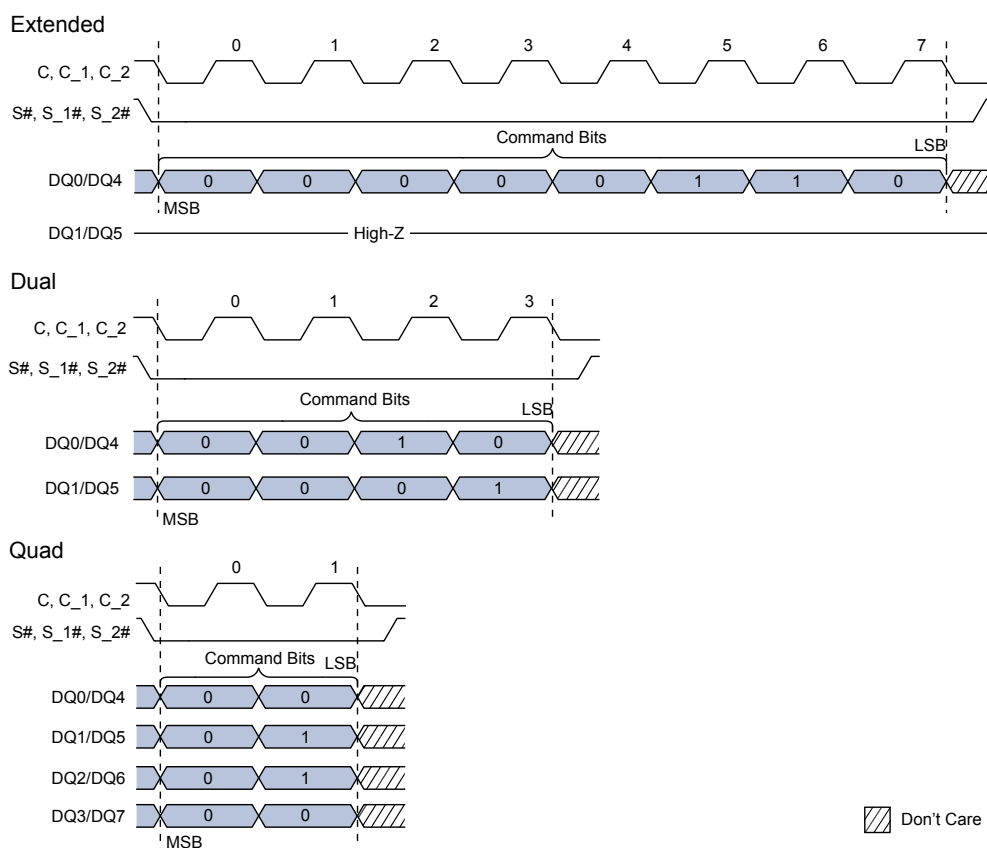 Extended
0 1 2 3 4 5 6 7
C, C_1, C_2
S#, S_1#, S_2#
Command Bits
LSB
DQ0/DQ4 0 0 0 0 0 1 1 0
MSB
DQ1/DQ5 High-Z
Dual
0 1 2 3
C, C_1, C_2
S#, S_1#, S_2#
Command Bits
LSB
DQ0/DQ4 0 0 1 0
DQ1/DQ5 0 0 0 1
MSB
Quad
0 1
C, C_1, C_2
S#, S_1#, S_2#
Command Bits
LSB
DQ0/DQ4 0 0
DQ1/DQ5 0 1
DQ2/DQ6 0 1
DQ3/DQ7 0 0
MSB
Don't Care